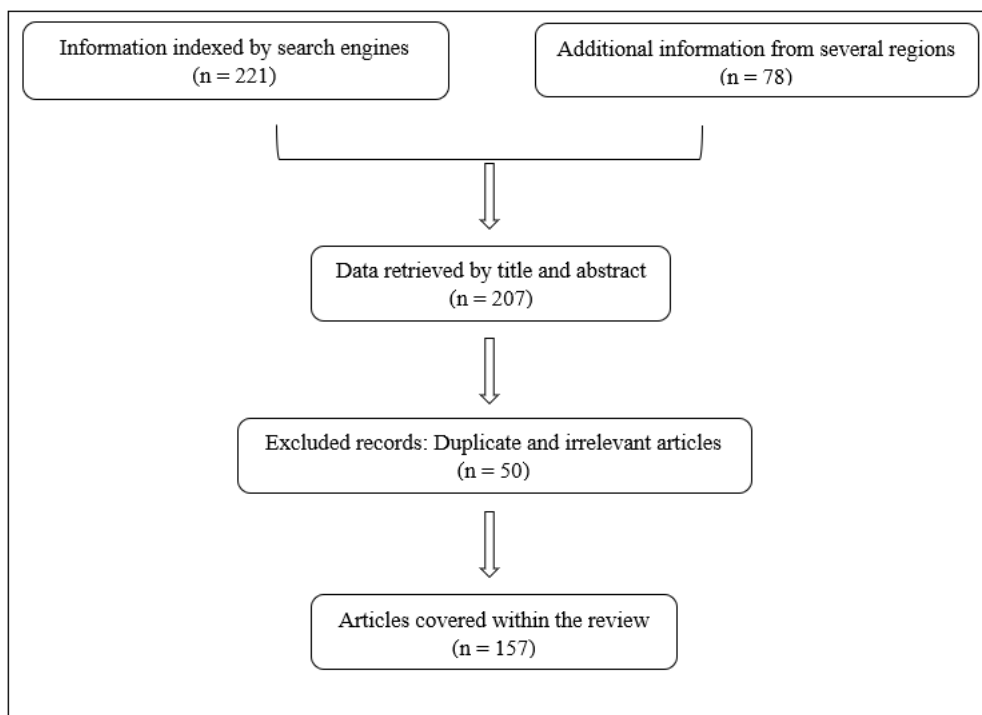 Information indexed by search engines
(n = 221)
Additional information from several regions
(n = 78)
Data retrieved by title and abstract
(n = 207)
Excluded records: Duplicate and irrelevant articles
(n = 50)
Articles covered within the review
(n = 157)